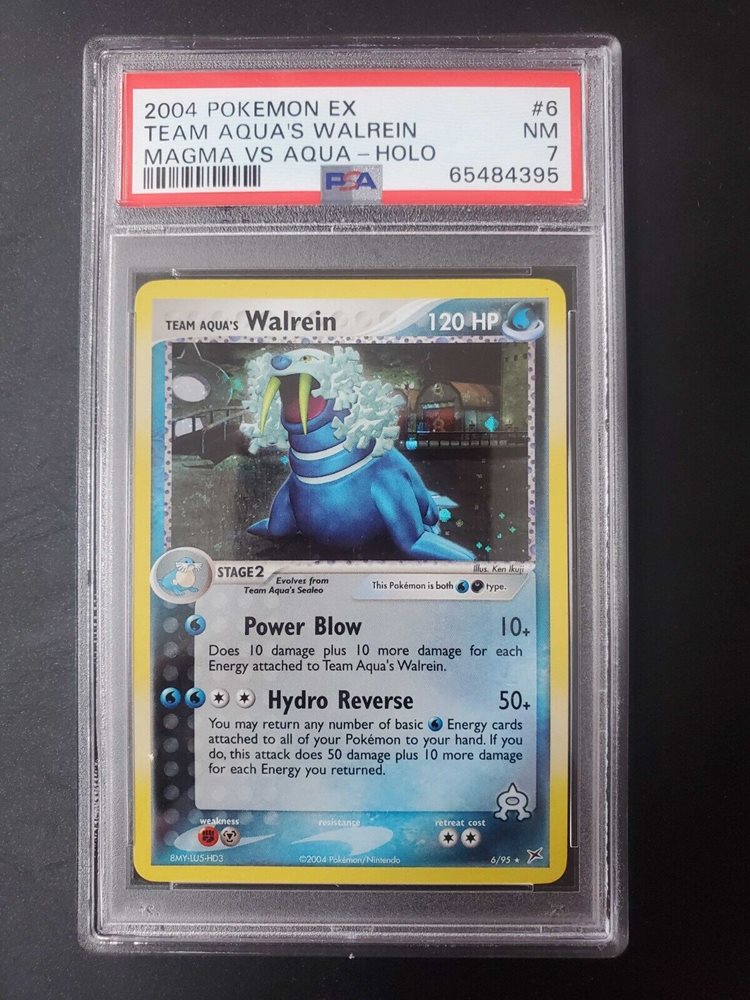 2004 POKEMON EX #6
TEAM AQUA'S WALREIN NM
MAGMA VS AQUA-HOLO 7
PSA 65484395
TEAM AQUA'S Walrein 120 HP
Illus. Ken Ikuji
STAGE2
Evolves from
Team Aqua's Sealeo
This Pokémon is both type.
Power Blow 10+
Does 10 damage plus 10 more damage for each
Energy attached to Team Aqua's Walrein.
Hydro Reverse 50+
You may return any number of basic Energy cards
attached to all of your Pokémon to your hand. If you
do, this attack does 50 damage plus 10 more damage
for each Energy you returned.
weakness resistance retreat cost
8MY-LU5-HD3 ©2004 Pokémon/Nintendo 6/95 ★